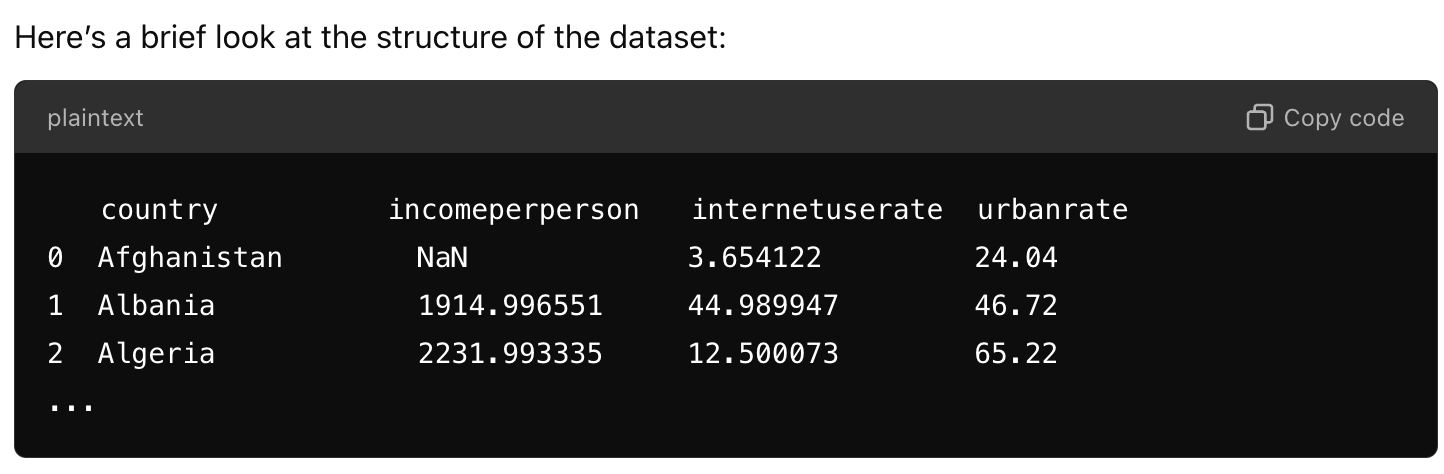 Here’s a brief look at the structure of the dataset:
plaintext Copy code
country incomeperperson internetuserate urbanrate
0 Afghanistan NaN 3.654122 24.04
1 Albania 1914.996551 44.989947 46.72
2 Algeria 2231.993335 12.500073 65.22
...